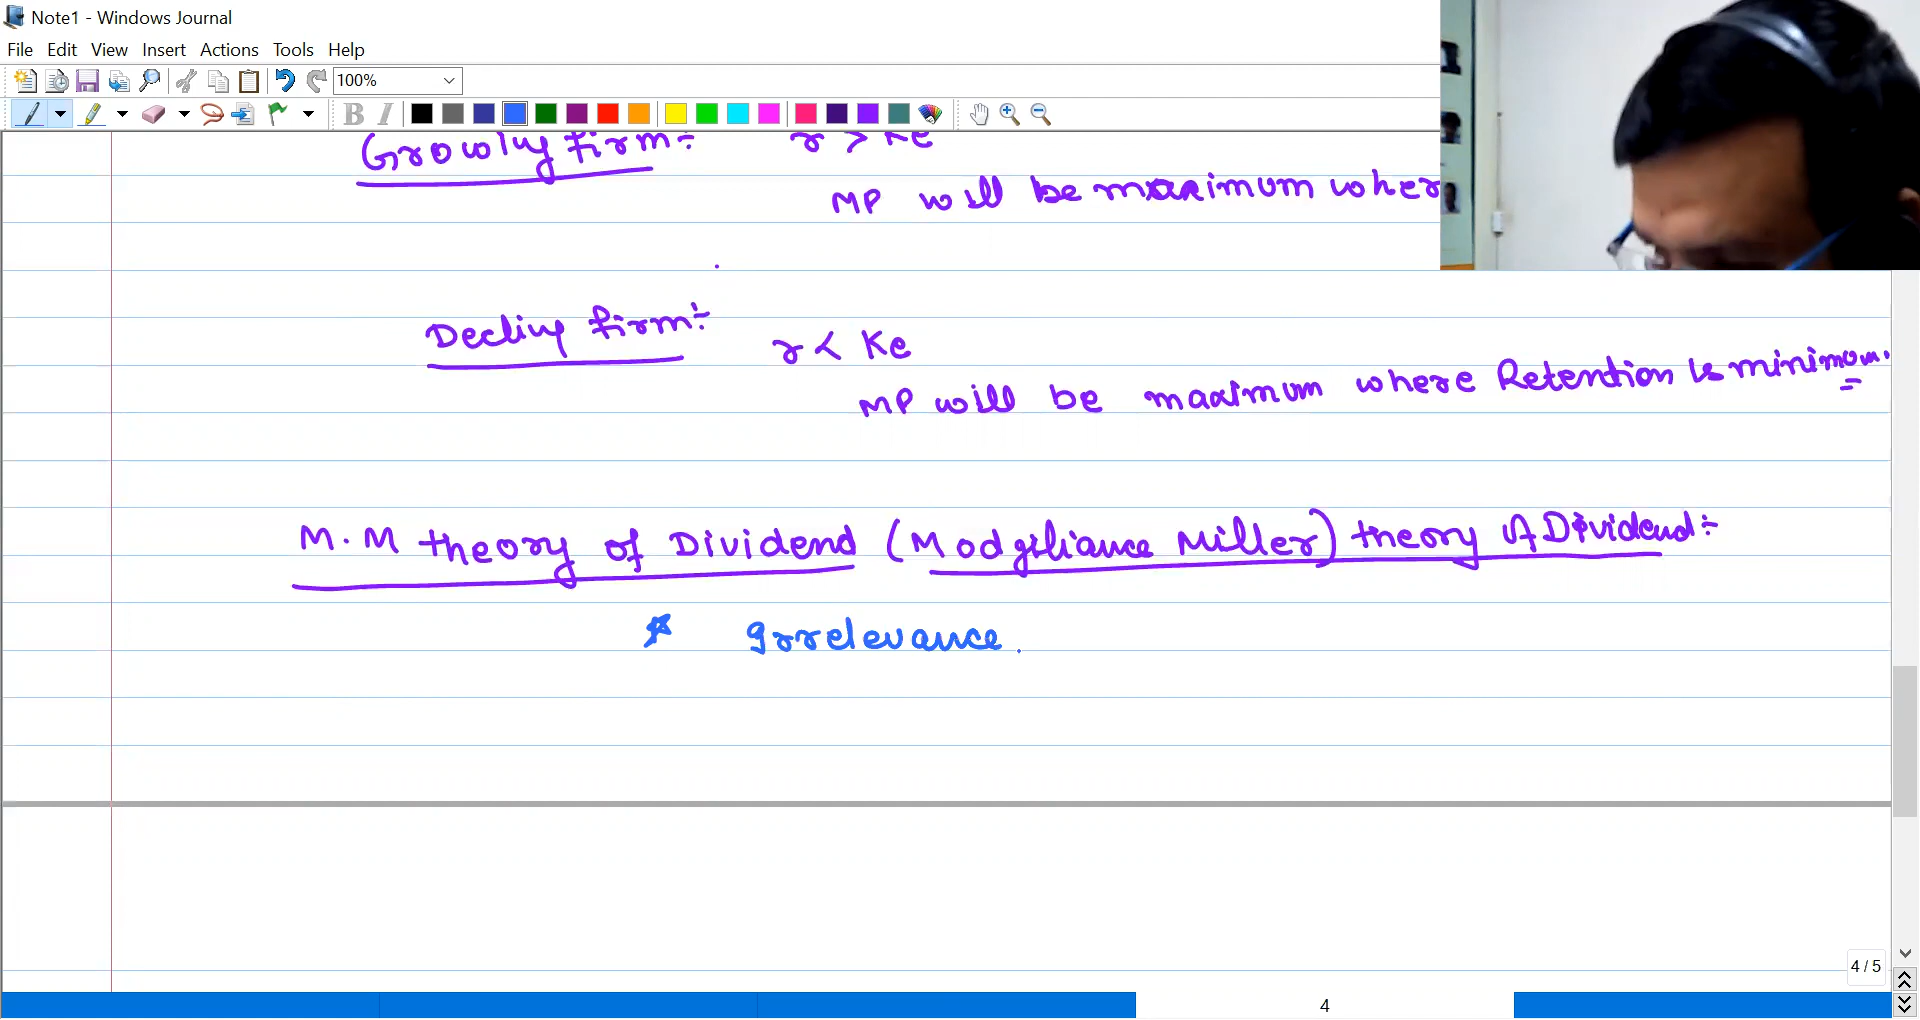 Note1 - Windows Journal
File Edit View Insert Actions Tools Help
100%
B I
Growing firm:- r > Ke
MP will be maximum where
Decling firm:- r < Ke
MP will be maximum where Retention is minimum.
M.M theory of Dividend (Modgiliance Miller) theory of Dividend:-
Irrelevance.
4 / 5
4